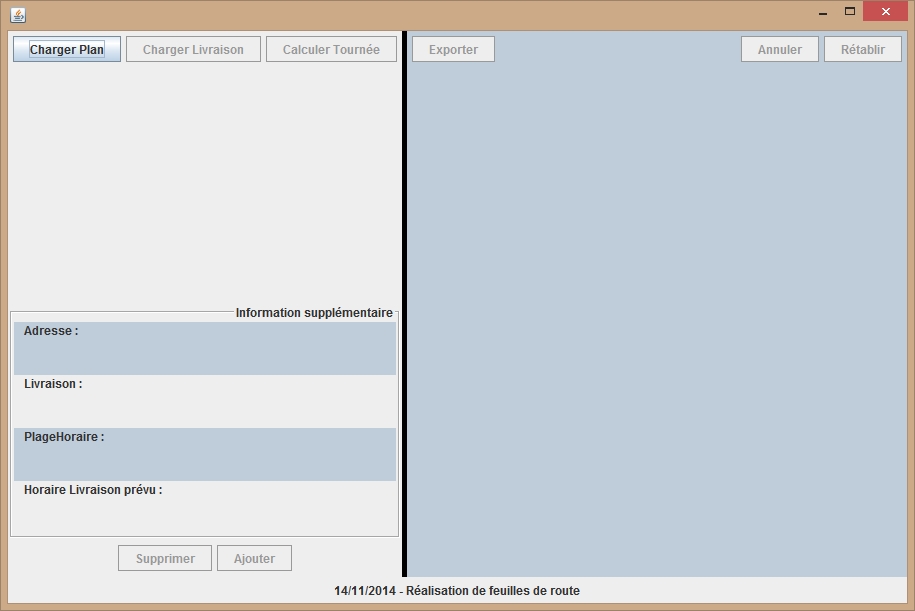 Charger Plan Charger Livraison Calculer Tournée Exporter Annuler Rétablir
Information supplémentaire
Adresse :
Livraison :
PlageHoraire :
Horaire Livraison prévu :
Supprimer Ajouter
14/11/2014 - Réalisation de feuilles de route